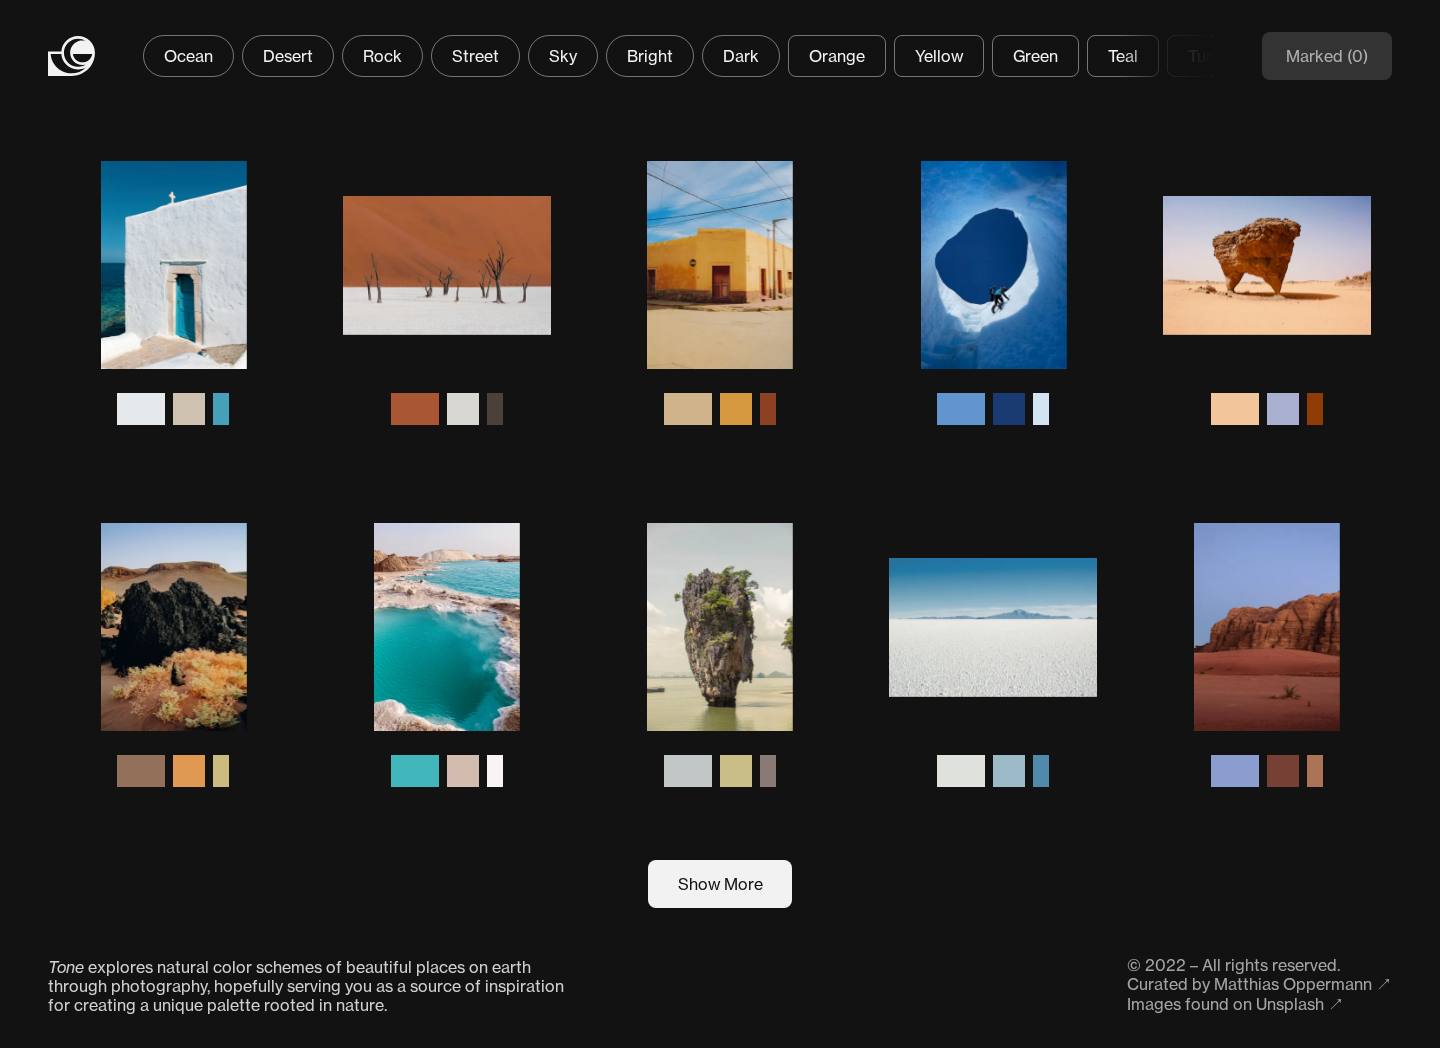 Ocean Desert Rock Street Sky Bright Dark Orange Yellow Green Teal Marked (0)
Show More
Tone explores natural color schemes of beautiful places on earth
through photography, hopefully serving you as a source of inspiration
for creating a unique palette rooted in nature.
© 2022 – All rights reserved.
Curated by Matthias Oppermann ↗
Images found on Unsplash ↗